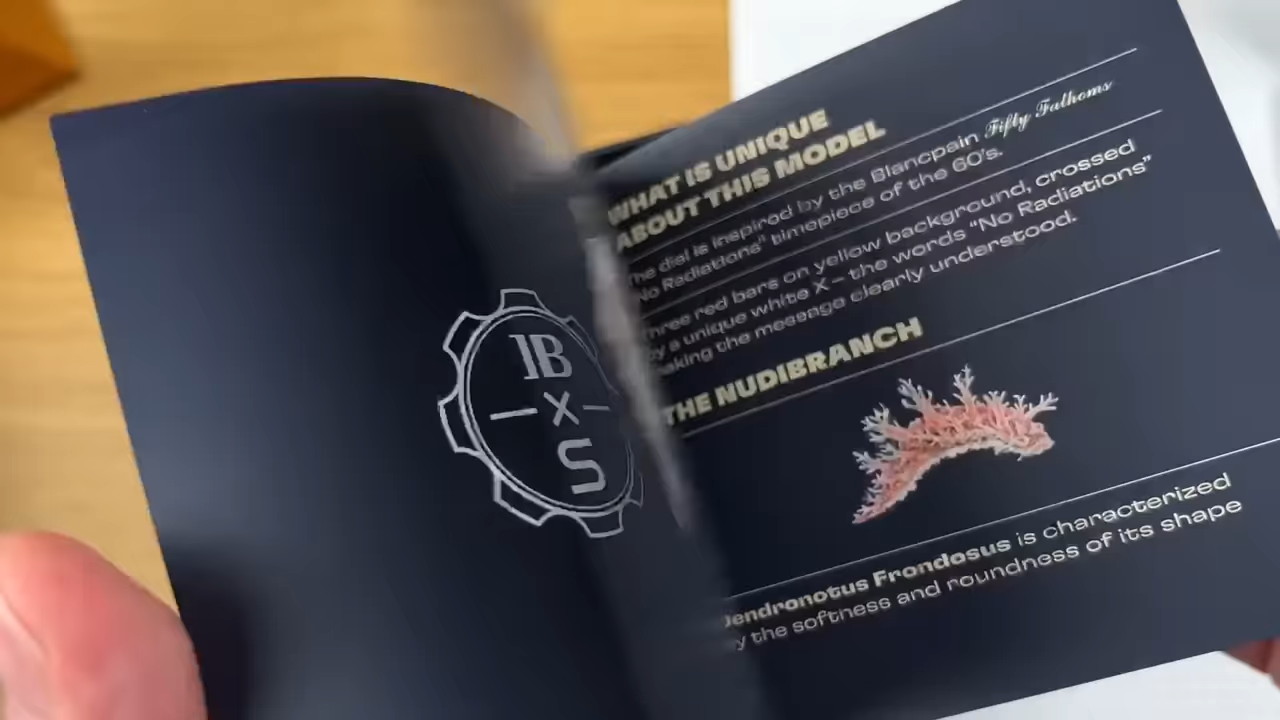 JB
X
S
WHAT IS UNIQUE
ABOUT THIS MODEL
The dial is inspired by the Blancpain Fifty Fathoms
"No Radiations" timepiece of the 60's.
Three red bars on yellow background, crossed
by a unique white X – the words "No Radiations"
making the message clearly understood.
THE NUDIBRANCH
Dendronotus Frondosus is characterized
by the softness and roundness of its shape